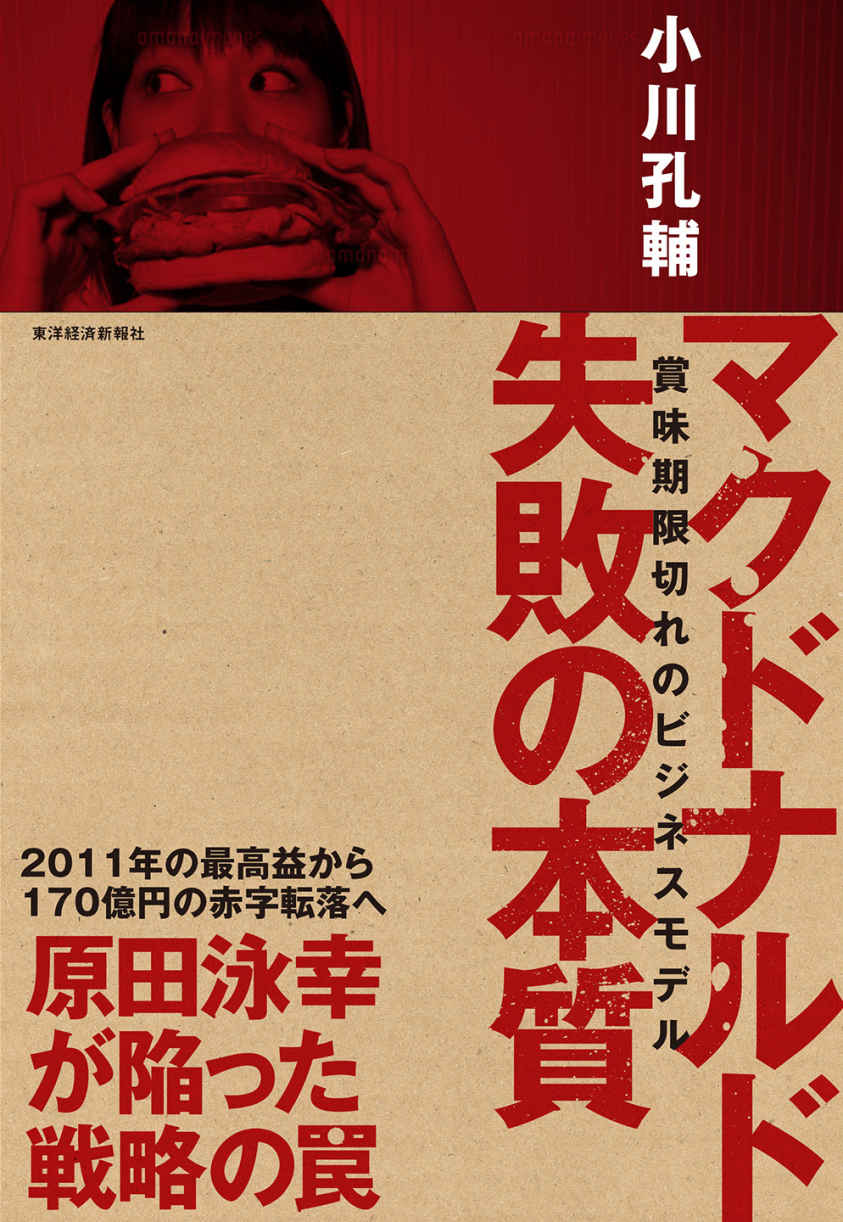 小川孔輔
マクドナルド
失敗の本質
賞味期限切れのビジネスモデル
東洋経済新報社
2011年の最高益から
170億円の赤字転落へ
原田泳幸
が陥った
戦略の罠